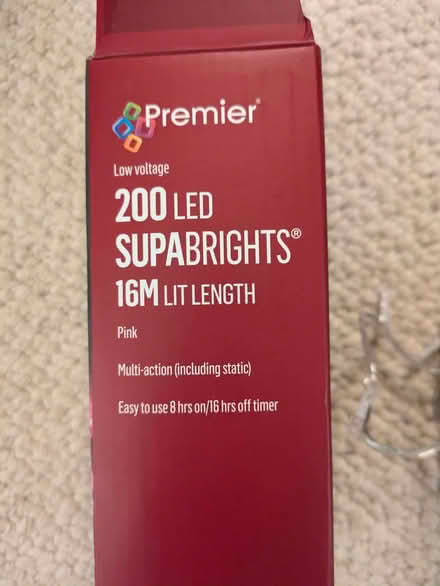 Premier®
Low voltage
200 LED
SUPABRIGHTS®
16M LIT LENGTH
Pink
Multi-action (including static)
Easy to use 8 hrs on/16 hrs off timer